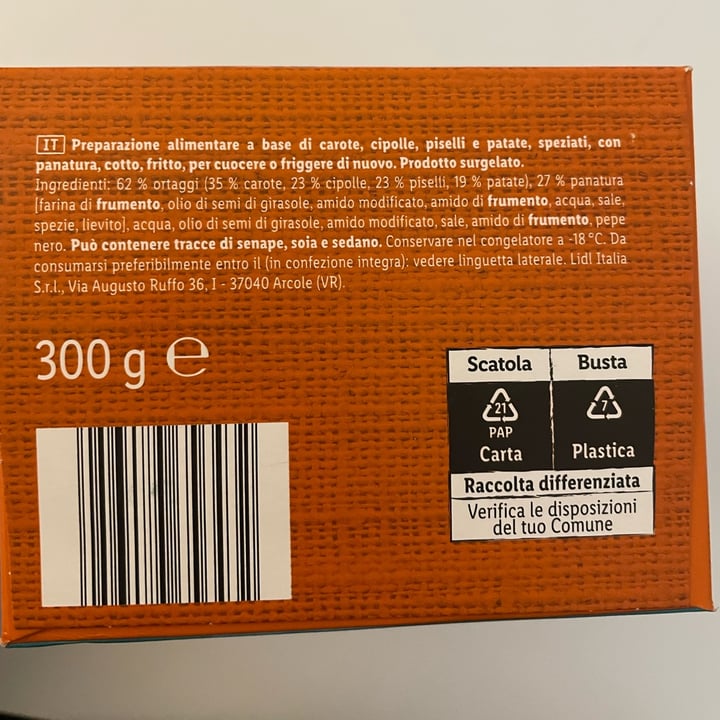 IT Preparazione alimentare a base di carote, cipolle, piselli e patate, speziati, con
panatura, cotto, fritto, per cuocere o friggere di nuovo. Prodotto surgelato.
Ingredienti: 62 % ortaggi (35 % carote, 23 % cipolle, 23 % piselli, 19 % patate), 27 % panatura
[farina di frumento, olio di semi di girasole, amido modificato, amido di frumento, acqua, sale,
spezie, lievito], acqua, olio di semi di girasole, amido modificato, sale, amido di frumento, pepe
nero. Può contenere tracce di senape, soia e sedano. Conservare nel congelatore a -18 °C. Da
consumarsi preferibilmente entro il (in confezione integra): vedere linguetta laterale. Lidl Italia
S.r.l., Via Augusto Ruffo 36, I - 37040 Arcole (VR).
300 g e
Scatola Busta
21 7
PAP
Carta Plastica
Raccolta differenziata
Verifica le disposizioni
del tuo Comune